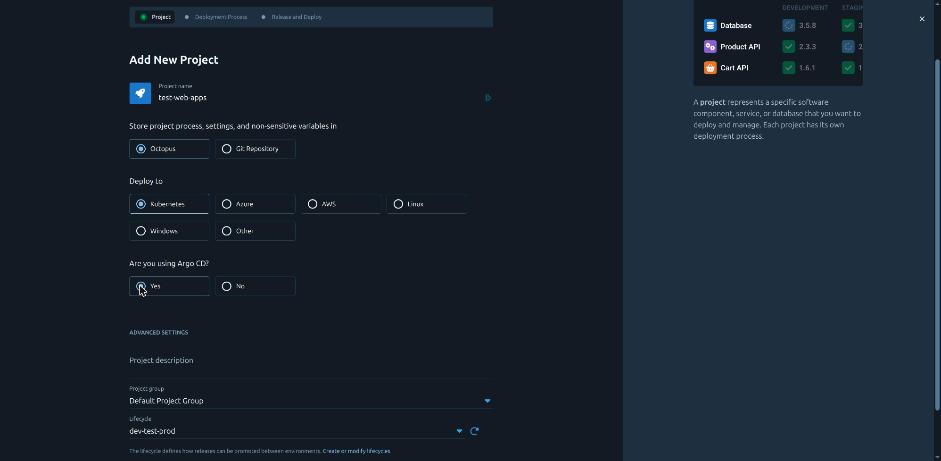 Project
Deployment Process
Release and Deploy
Add New Project
Project name
test-web-apps
Store project process, settings, and non-sensitive variables in
Octopus
Git Repository
Deploy to
Kubernetes
Azure
AWS
Linux
Windows
Other
Are you using Argo CD?
Yes
No
ADVANCED SETTINGS
Project description
Project group
Default Project Group
Lifecycle
dev-test-prod
The lifecycle defines how releases can be promoted between environments. Create or modify lifecycles
DEVELOPMENT
Database
3.5.8
3
Product API
2.3.3
2
Cart API
1.6.1
1
A project represents a specific software
component, service, or database that you want to
deploy and manage. Each project has its own
deployment process.